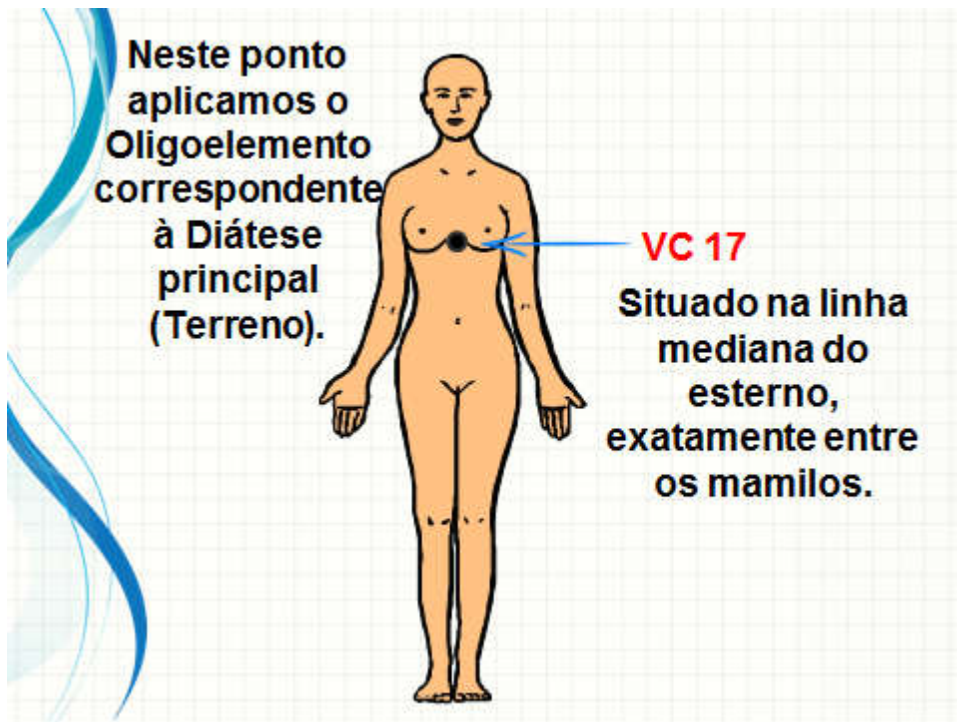 Neste ponto
aplicamos o
Oligoelemento
correspondente
à Diátese
principal
(Terreno).
VC 17
Situado na linha
mediana do
esterno,
exatamente entre
os mamilos.